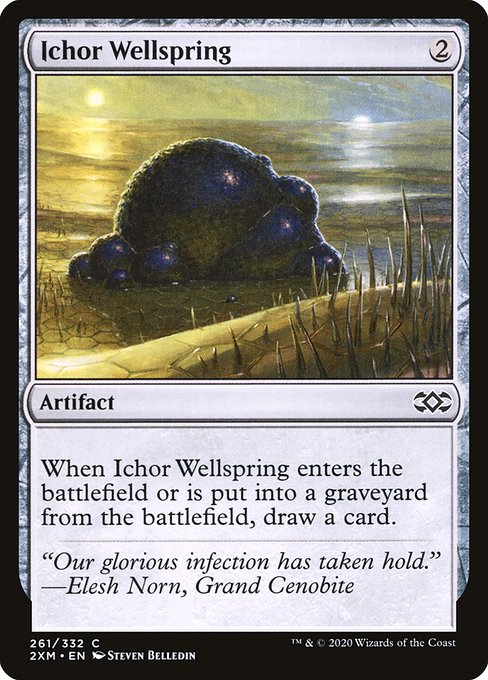 Ichor Wellspring 2
Artifact
When Ichor Wellspring enters the
battlefield or is put into a graveyard
from the battlefield, draw a card.
“Our glorious infection has taken hold.”
—Elesh Norn, Grand Cenobite
261/332 C
2XM • EN Steven Belledin
™ & © 2020 Wizards of the Coast